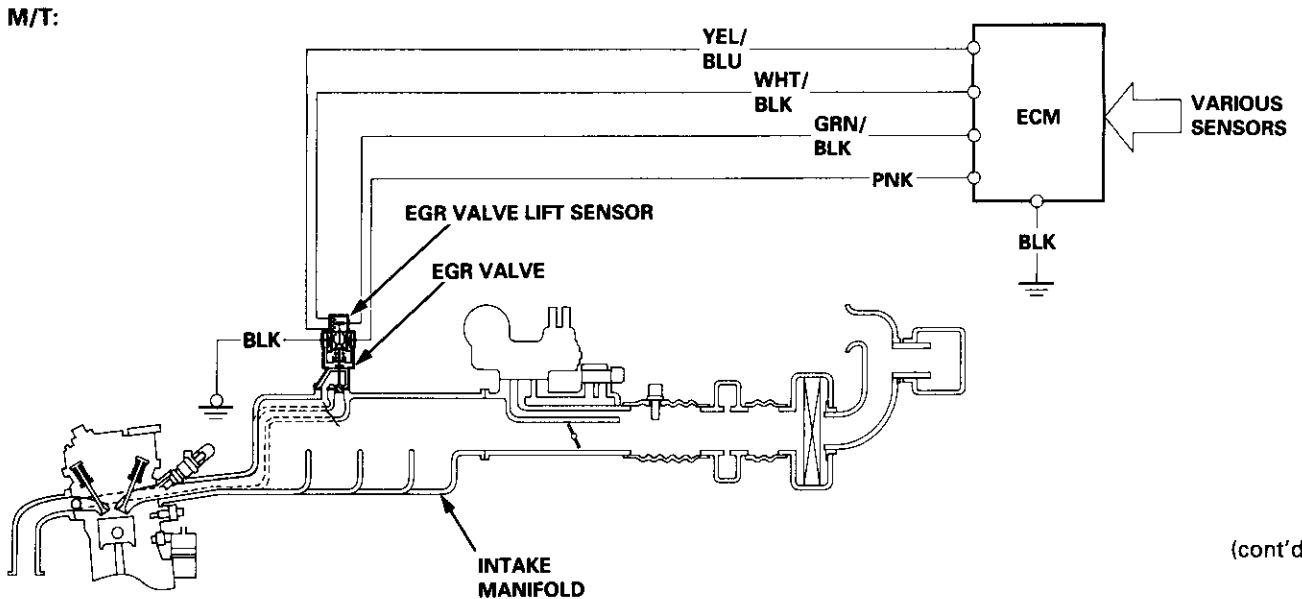 M/T:
YEL/
BLU
WHT/
BLK
ECM
VARIOUS
SENSORS
GRN/
BLK
PNK
EGR VALVE LIFT SENSOR
BLK
EGR VALVE
BLK
INTAKE
MANIFOLD
(cont'd